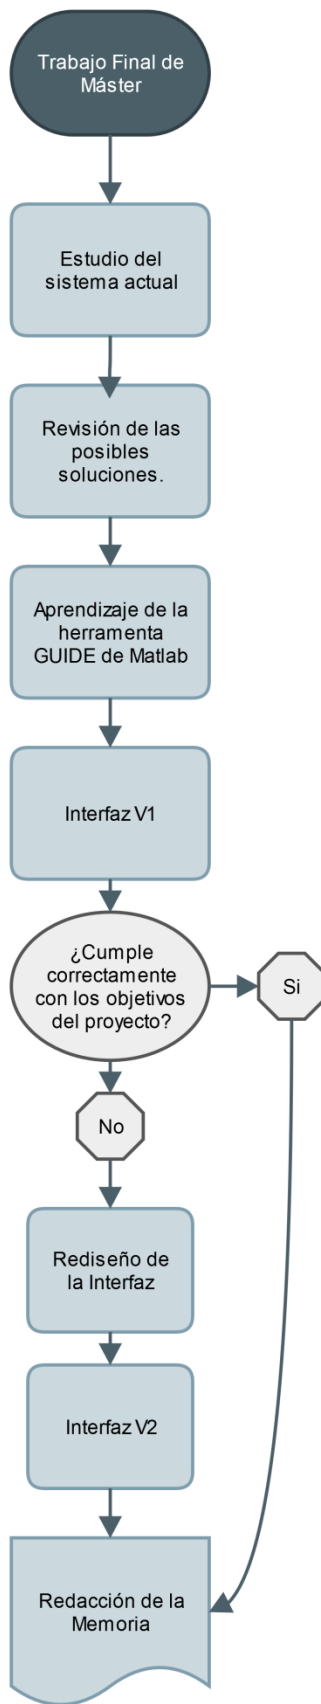 Trabajo Final de
Máster
Estudio del
sistema actual
Revisión de las
posibles
soluciones.
Aprendizaje de la
herramenta
GUIDE de Matlab
Interfaz V1
¿Cumple
correctamente
con los objetivos
del proyecto?
Si
No
Rediseño de
la Interfaz
Interfaz V2
Redacción de la
Memoria